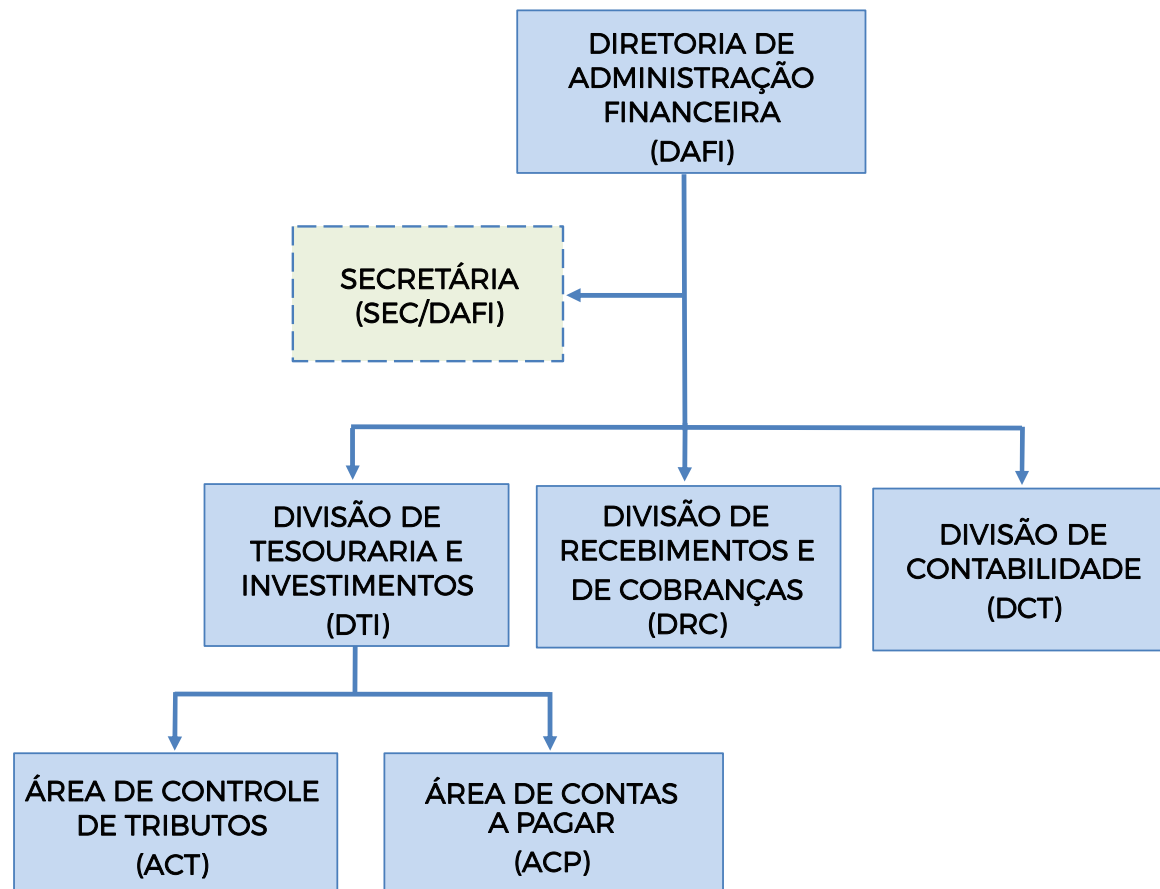 DIRETORIA DE
ADMINISTRAÇÃO
FINANCEIRA
(DAFI)
SECRETÁRIA
(SEC/DAFI)
DIVISÃO DE
TESOURARIA E
INVESTIMENTOS
(DTI)
DIVISÃO DE
RECEBIMENTOS E
DE COBRANÇAS
(DRC)
DIVISÃO DE
CONTABILIDADE
(DCT)
ÁREA DE CONTROLE
DE TRIBUTOS
(ACT)
ÁREA DE CONTAS
A PAGAR
(ACP)